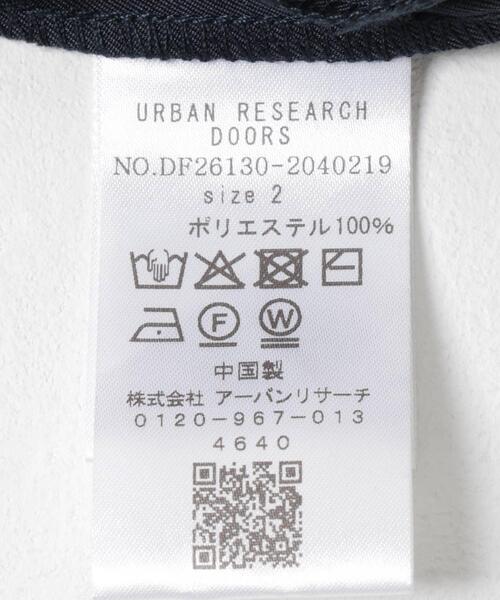 URBAN RESEARCH
DOORS
NO.DF26130-2040219
size 2
ポリエステル100%
F W
中国製
株式会社 アーバンリサーチ
0120-967-013
4640